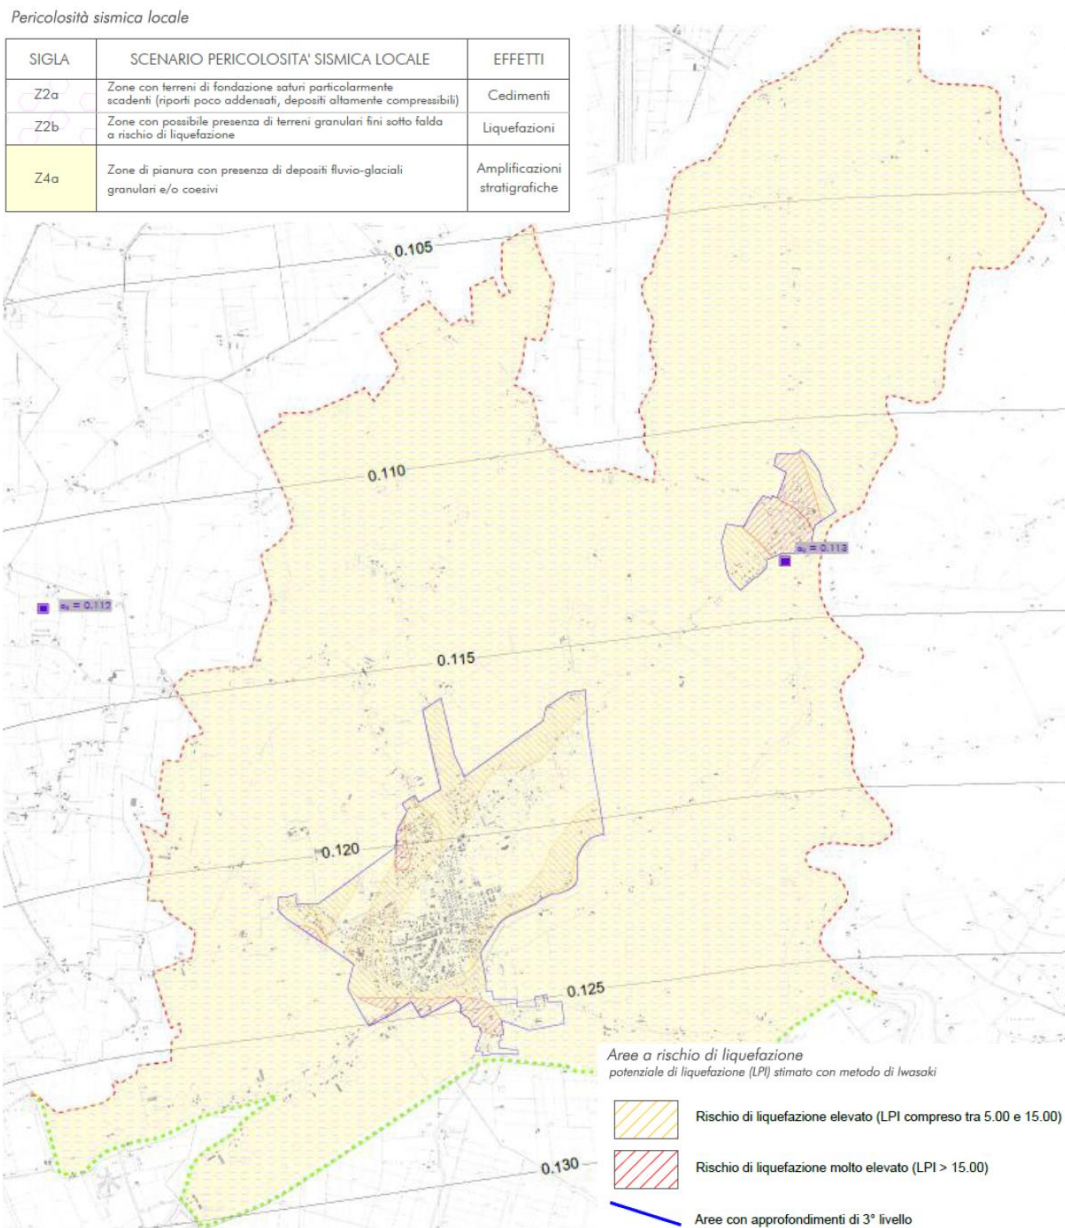 Pericolosità sismica locale
SIGLA
SCENARIO PERICOLOSITA' SISMICA LOCALE
EFFETTI
Z2a
Zone con terreni di fondazione saturi particolarmente
scadenti (riporti poco addensati, depositi altamente compressibili)
Cedimenti
Z2b
Zone con possibile presenza di terreni granulari fini sotto falda
a rischio di liquefazione
Liquefazioni
Z4a
Zone di pianura con presenza di depositi fluvio-glaciali
granulari e/o coesivi
Amplificazioni
stratigrafiche
0.105
0.110
= 0.113
= 0.112
0.115
0.120
0.125
0.130
Aree a rischio di liquefazione
potenziale di liquefazione (LPI) stimato con metodo di Iwasaki
Rischio di liquefazione elevato (LPI compreso tra 5.00 e 15.00)
Rischio di liquefazione molto elevato (LPI > 15.00)
Aree con approfondimenti di 3° livello